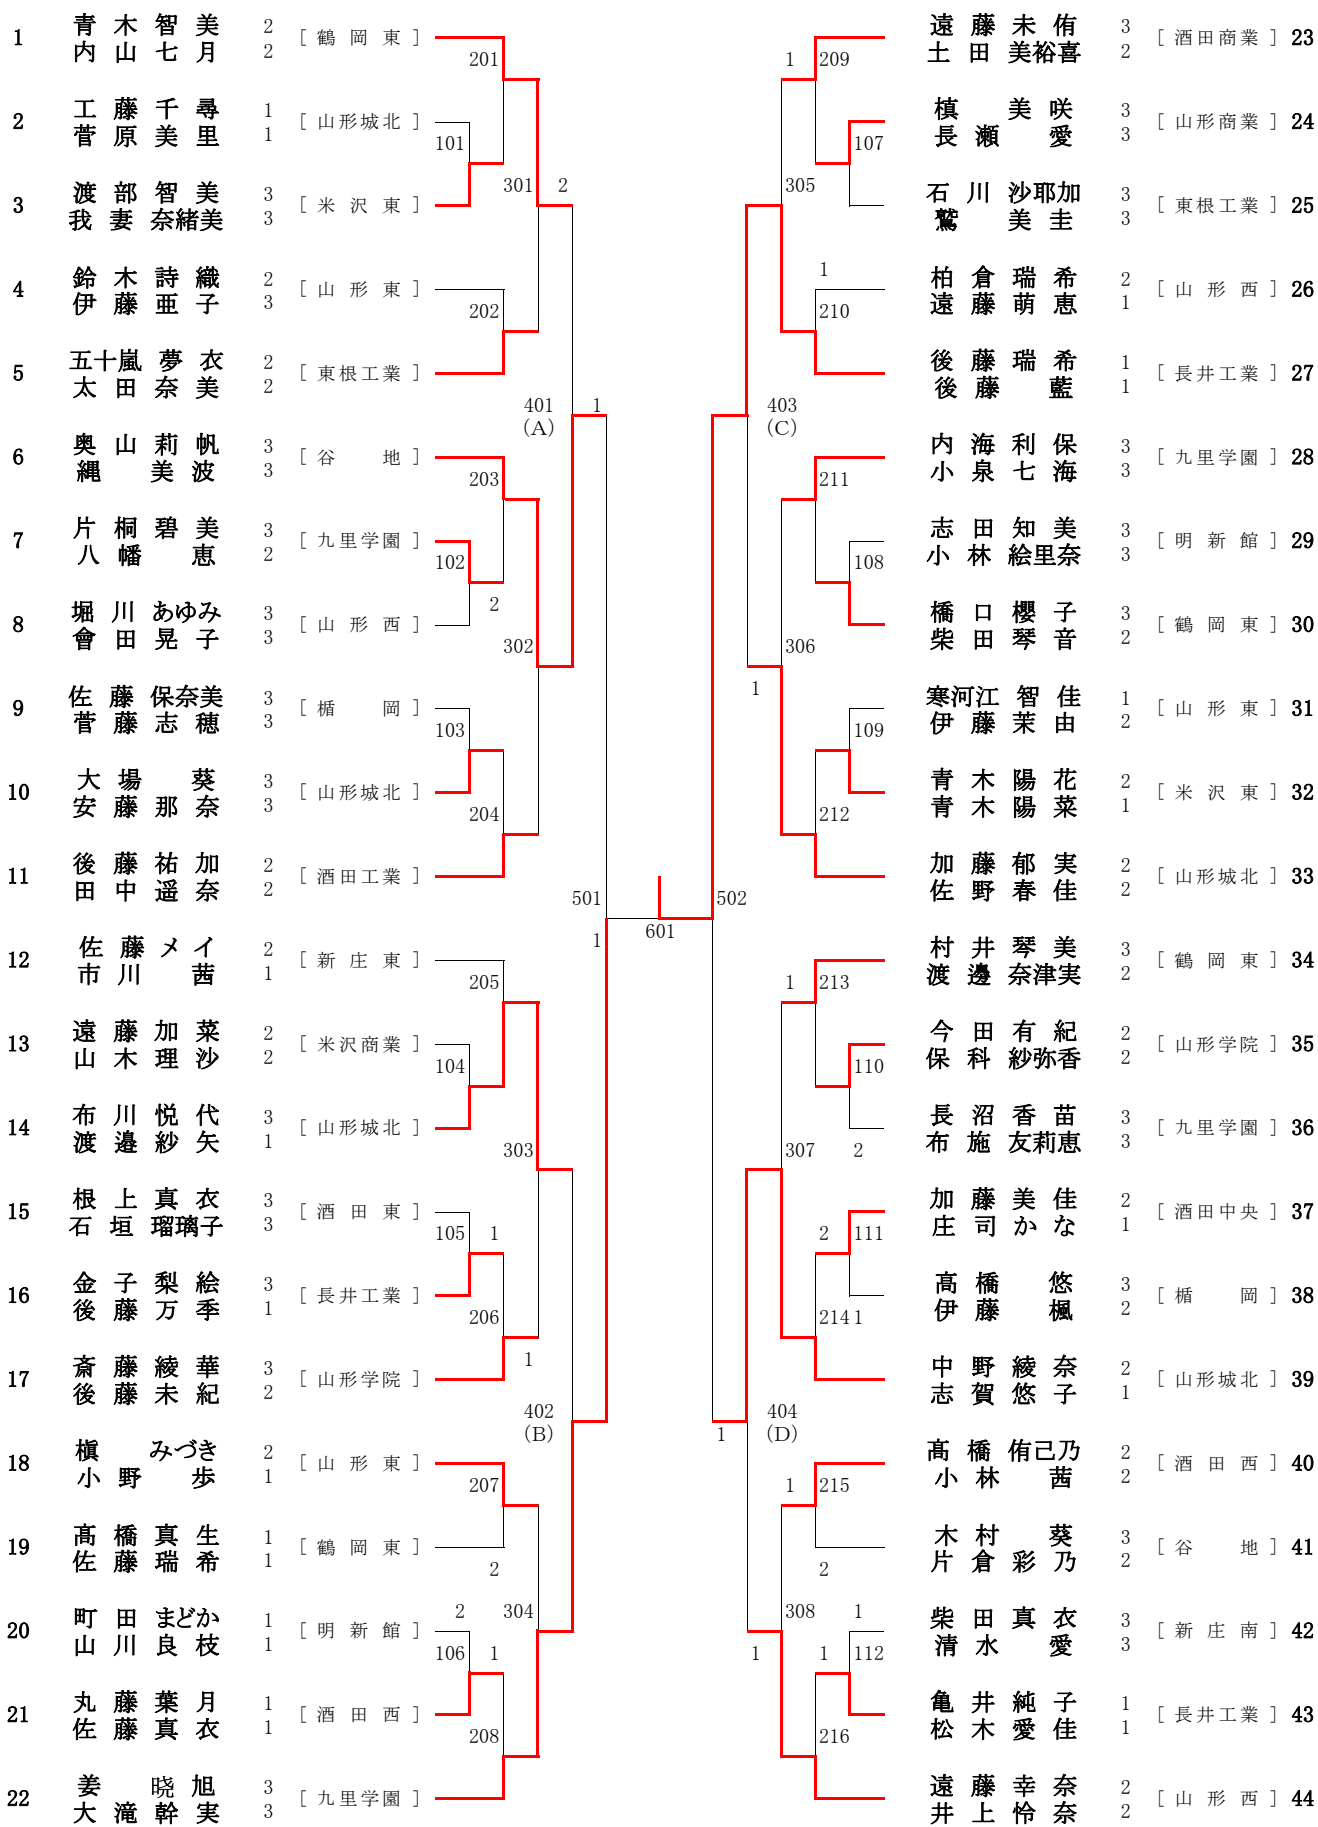 1 青木智美 2 [鶴岡東]
内山七月 2
2 工藤千尋 1 [山形城北]
菅原美里 1
3 渡部智美 3 [米沢東]
我妻奈緒美 3
4 鈴木詩織 2 [山形東]
伊藤亜子 3
5 五十嵐夢衣 2 [東根工業]
太田奈美 2
6 奥山莉帆 3 [谷地]
縄美波 3
7 片桐碧美 3 [九里学園]
八幡恵 2
8 堀川あゆみ 3 [山形西]
會田晃子 3
9 佐藤保奈美 3 [楯岡]
菅藤志穂 3
10 大場葵 3 [山形城北]
安藤那奈 3
11 後藤祐加 2 [酒田工業]
田中遥奈 2
12 佐藤メイ 2 [新庄東]
市川茜 1
13 遠藤加菜 2 [米沢商業]
山木理沙 2
14 布川悦代 3 [山形城北]
渡邉紗矢 1
15 根上真衣 3 [酒田東]
石垣瑠璃子 3
16 金子梨絵 3 [長井工業]
後藤万季 1
17 斎藤綾華 3 [山形学院]
後藤未紀 2
18 槇みづき 2 [山形東]
小野歩 1
19 髙橋真生 1 [鶴岡東]
佐藤瑞希 1
20 町田まどか 1 [明新館]
山川良枝 1
21 丸藤葉月 1 [酒田西]
佐藤真衣 1
22 姜暁旭 3 [九里学園]
大滝幹実 3
201
101
301 2
202
401 1
(A)
203
102
2
302
103
204
501
1
205
104
303
105 1
206
1
402
(B)
207
2
2 304
106 1
208
601
1 209
107
305
1
210
403
(C)
211
108
306
1
109
212
502
1 213
110
307 2
2 111
214 1
404
1 (D)
1 215
2
308 1
1 1 112
216
遠藤未侑 3 [酒田商業] 23
土田美裕喜 2
槙美咲 3 [山形商業] 24
長瀬愛 3
石川沙耶加 3 [東根工業] 25
鷲美圭 3
柏倉瑞希 2 [山形西] 26
遠藤萌恵 1
後藤瑞希 1 [長井工業] 27
後藤藍 1
内海利保 3 [九里学園] 28
小泉七海 3
志田知美 3 [明新館] 29
小林絵里奈 3
橋口櫻子 3 [鶴岡東] 30
柴田琴音 2
寒河江智佳 1 [山形東] 31
伊藤茉由 2
青木陽花 2 [米沢東] 32
青木陽菜 1
加藤郁実 2 [山形城北] 33
佐野春佳 2
村井琴美 3 [鶴岡東] 34
渡邊奈津実 2
今田有紀 2 [山形学院] 35
保科紗弥香 2
長沼香苗 3 [九里学園] 36
布施友莉恵 3
加藤美佳 2 [酒田中央] 37
庄司かな 1
高橋悠 3 [楯岡] 38
伊藤楓 2
中野綾奈 2 [山形城北] 39
志賀悠子 1
髙橋侑己乃 2 [酒田西] 40
小林茜 2
木村葵 3 [谷地] 41
片倉彩乃 2
柴田真衣 3 [新庄南] 42
清水愛 3
亀井純子 1 [長井工業] 43
松木愛佳 1
遠藤幸奈 2 [山形西] 44
井上怜奈 2